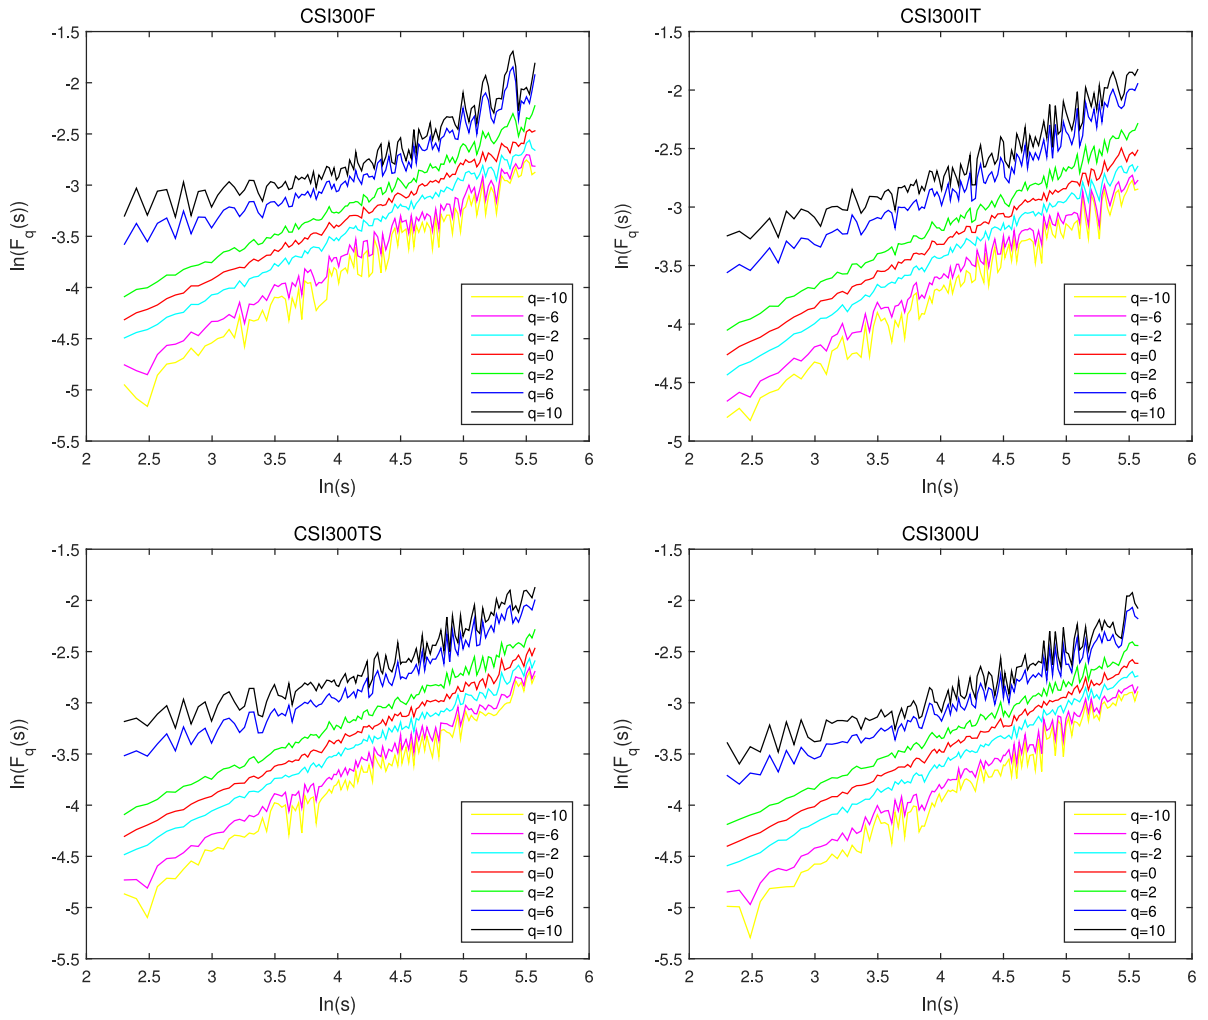 CSI300F
-1.5
-2
-2.5
-3
-3.5
-4
-4.5
-5
-5.5
ln(F_q(s))
q=-10
q=-6
q=-2
q=0
q=2
q=6
q=10
2 2.5 3 3.5 4 4.5 5 5.5 6
ln(s)
CSI300IT
-1.5
-2
-2.5
-3
-3.5
-4
-4.5
-5
ln(F_q(s))
q=-10
q=-6
q=-2
q=0
q=2
q=6
q=10
2 2.5 3 3.5 4 4.5 5 5.5 6
ln(s)
CSI300TS
-1.5
-2
-2.5
-3
-3.5
-4
-4.5
-5
-5.5
ln(F_q(s))
q=-10
q=-6
q=-2
q=0
q=2
q=6
q=10
2 2.5 3 3.5 4 4.5 5 5.5 6
ln(s)
CSI300U
-1.5
-2
-2.5
-3
-3.5
-4
-4.5
-5
-5.5
ln(F_q(s))
q=-10
q=-6
q=-2
q=0
q=2
q=6
q=10
2 2.5 3 3.5 4 4.5 5 5.5 6
ln(s)